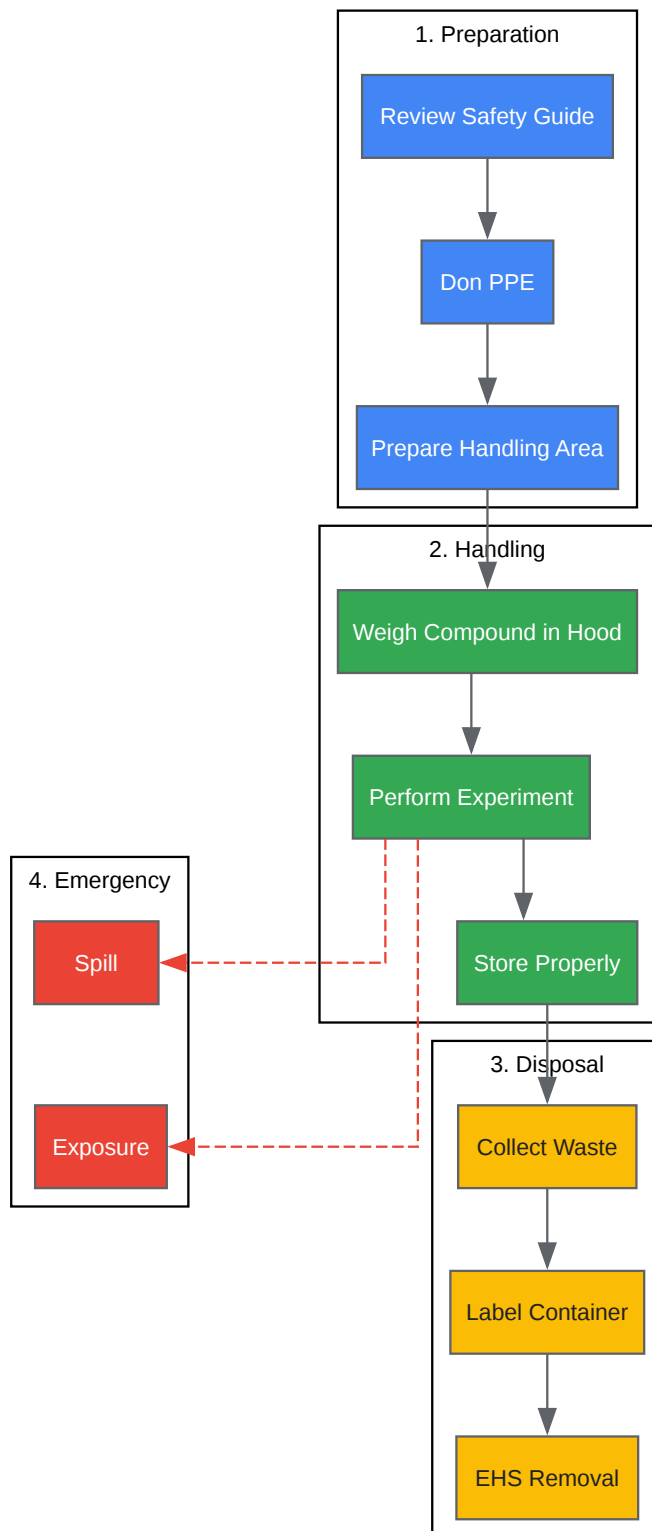 1. Preparation
Review Safety Guide
Don PPE
Prepare Handling Area
2. Handling
Weigh Compound in Hood
Perform Experiment
4. Emergency
Spill
Store Properly
3. Disposal
Exposure
Collect Waste
Label Container
EHS Removal